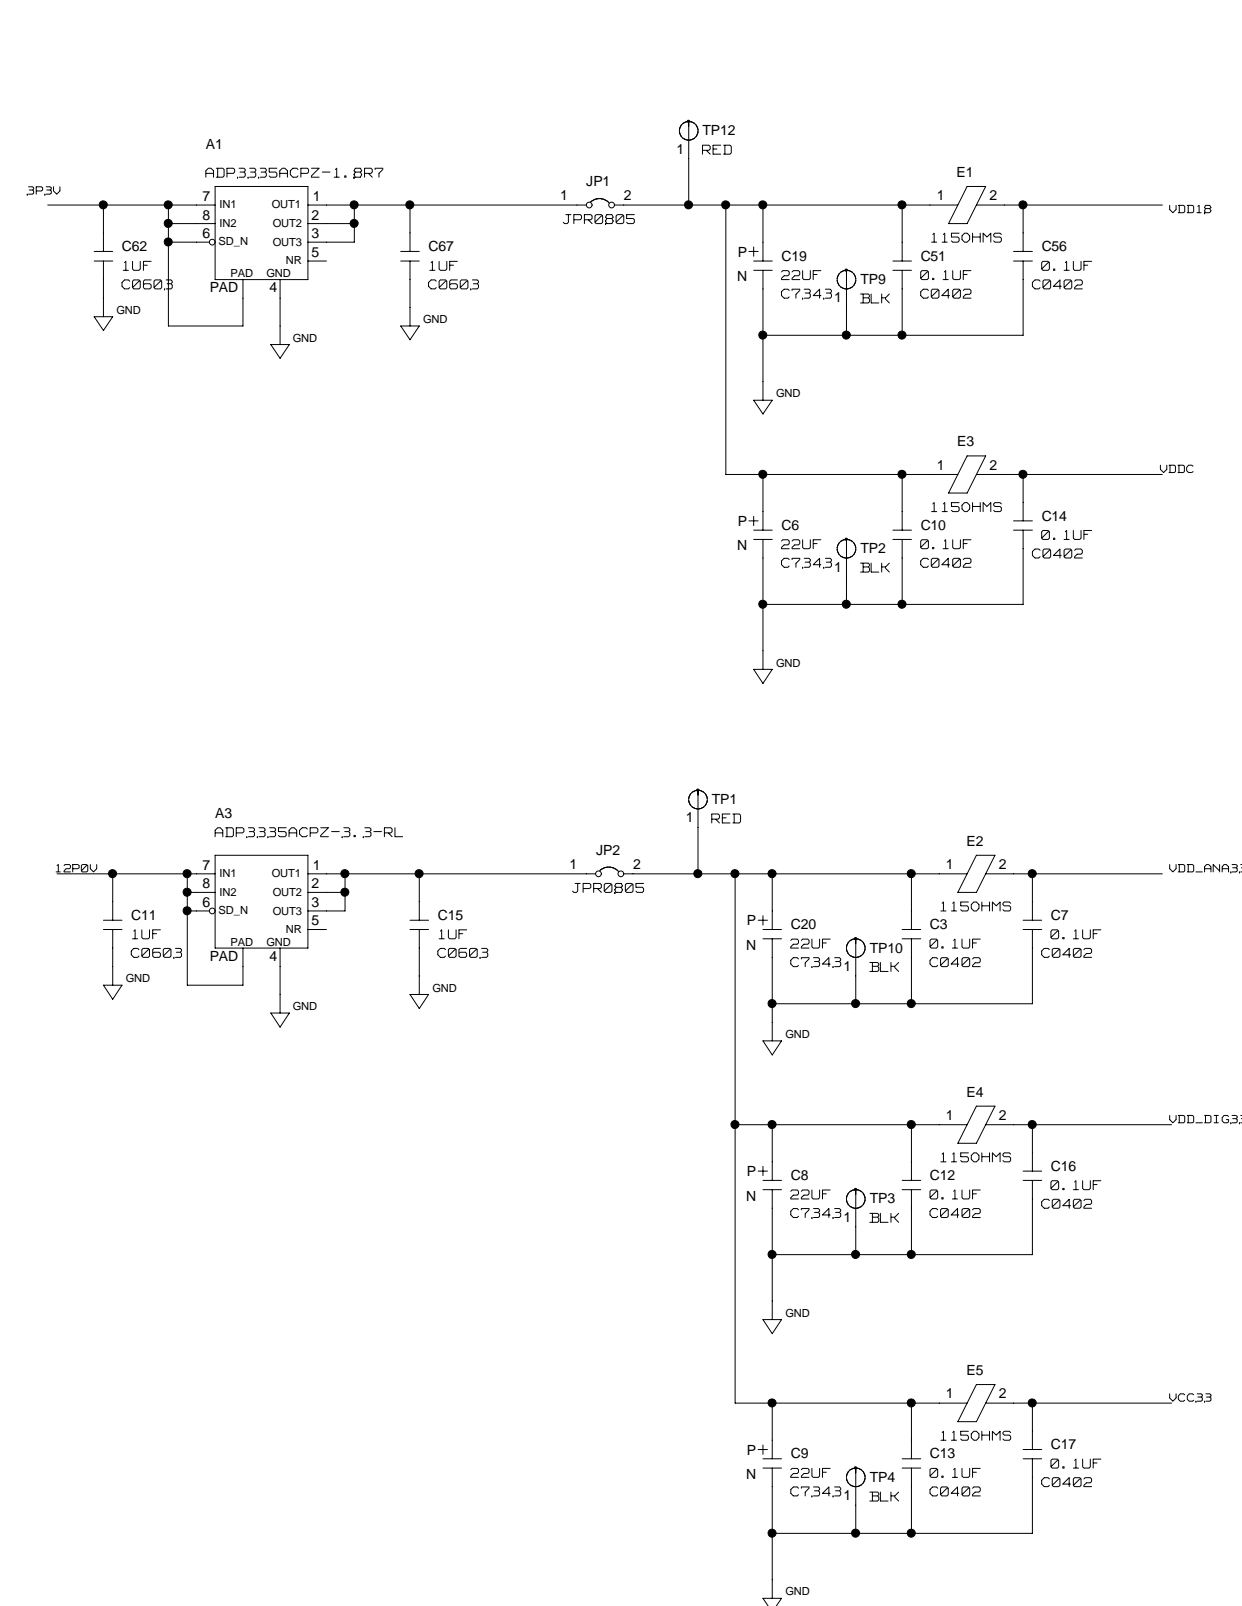 TP12
1 RED
A1
ADP3335ACPZ-1.8R7
3P3V
7 IN1 OUT1 1
8 IN2 OUT2 2
6 SD_N OUT3 3
NR 5
PAD GND
PAD 4
C62
1UF
C0603
GND
GND
C67
1UF
C0603
GND
JP1
1 2
JPR0805
E1
1 2
115OHMS
VDD18
P+
N
C19
22UF
C7343
TP9
1 BLK
C51
0.1UF
C0402
C56
0.1UF
C0402
GND
E3
1 2
115OHMS
VDDC
P+
N
C6
22UF
C7343
TP2
1 BLK
C10
0.1UF
C0402
C14
0.1UF
C0402
GND
TP1
1 RED
A3
ADP3335ACPZ-3.3-RL
12P0V
7 IN1 OUT1 1
8 IN2 OUT2 2
6 SD_N OUT3 3
NR 5
PAD GND
PAD 4
C11
1UF
C0603
GND
GND
C15
1UF
C0603
GND
JP2
1 2
JPR0805
E2
1 2
115OHMS
VDD_ANA33
P+
N
C20
22UF
C7343
TP10
1 BLK
C3
0.1UF
C0402
C7
0.1UF
C0402
GND
E4
1 2
115OHMS
VDD_DIG33
P+
N
C8
22UF
C7343
TP3
1 BLK
C12
0.1UF
C0402
C16
0.1UF
C0402
GND
E5
1 2
115OHMS
VCC33
P+
N
C9
22UF
C7343
TP4
1 BLK
C13
0.1UF
C0402
C17
0.1UF
C0402
GND